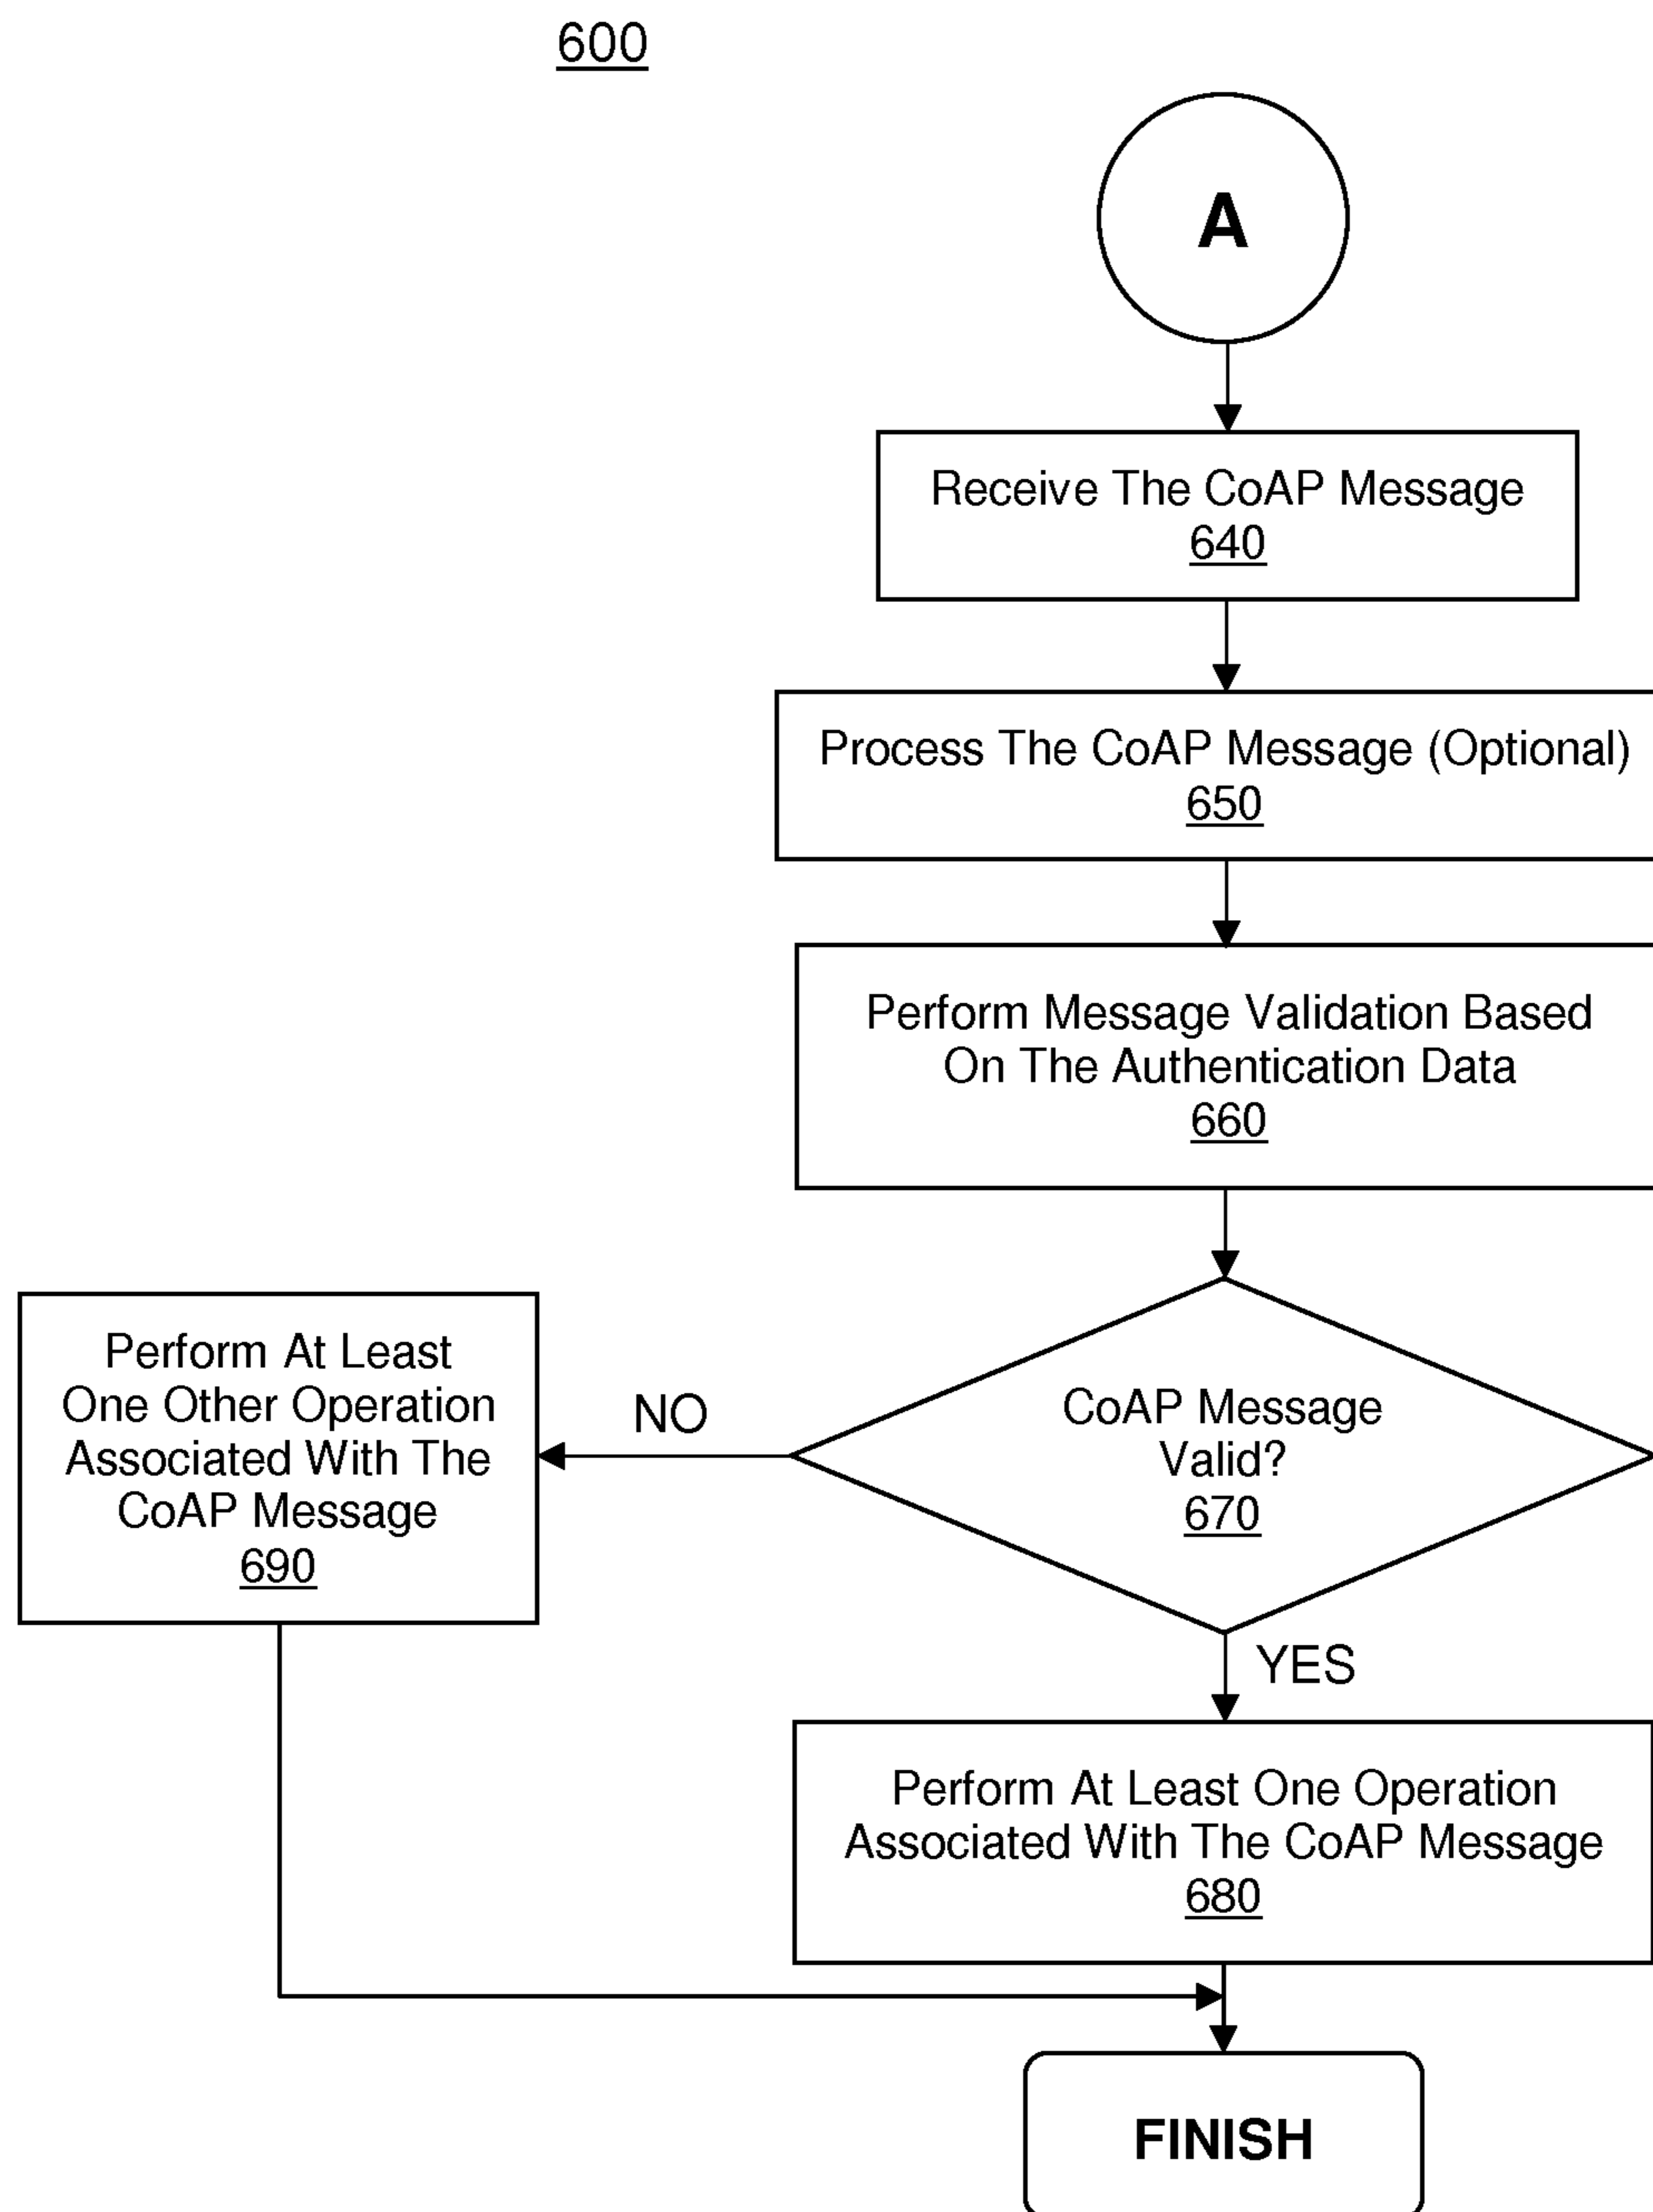 600
A
Receive The CoAP Message
640
Process The CoAP Message (Optional)
650
Perform Message Validation Based
On The Authentication Data
660
CoAP Message
Valid?
670
NO
Perform At Least
One Other Operation
Associated With The
CoAP Message
690
YES
Perform At Least One Operation
Associated With The CoAP Message
680
FINISH